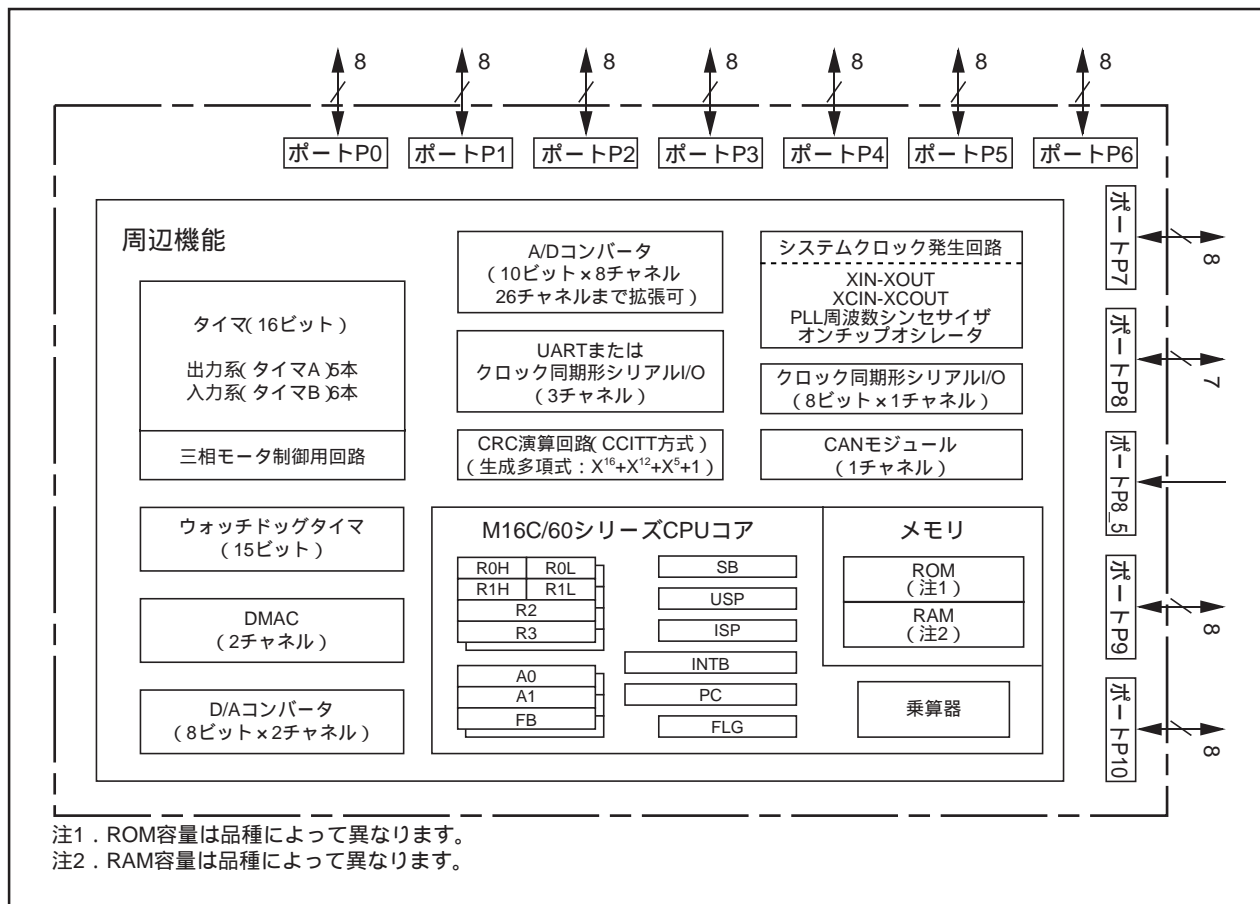 8 8 8 8 8 8 8
ポートP0 ポートP1 ポートP2 ポートP3 ポートP4 ポートP5 ポートP6
周辺機能
タイマ(16ビット)
出力系(タイマA)5本
入力系(タイマB)6本
三相モータ制御用回路
ウォッチドッグタイマ
(15ビット)
DMAC
(2チャネル)
D/Aコンバータ
(8ビット×2チャネル)
A/Dコンバータ
(10ビット×8チャネル
26チャネルまで拡張可)
UARTまたは
クロック同期形シリアルI/O
(3チャネル)
CRC演算回路(CCITT方式)
(生成多項式:X16+X12+X5+1)
システムクロック発生回路
XIN-XOUT
XCIN-XCOUT
PLL周波数シンセサイザ
オンチップオシレータ
クロック同期形シリアルI/O
(8ビット×1チャネル)
CANモジュール
(1チャネル)
M16C/60シリーズCPUコア
R0H R0L
R1H R1L
R2
R3
A0
A1
FB
SB
USP
ISP
INTB
PC
FLG
メモリ
ROM
(注1)
RAM
(注2)
乗算器
ポートP7
8
ポートP8
7
ポートP8_5
ポートP9
8
ポートP10
8
注1.ROM容量は品種によって異なります。
注2.RAM容量は品種によって異なります。